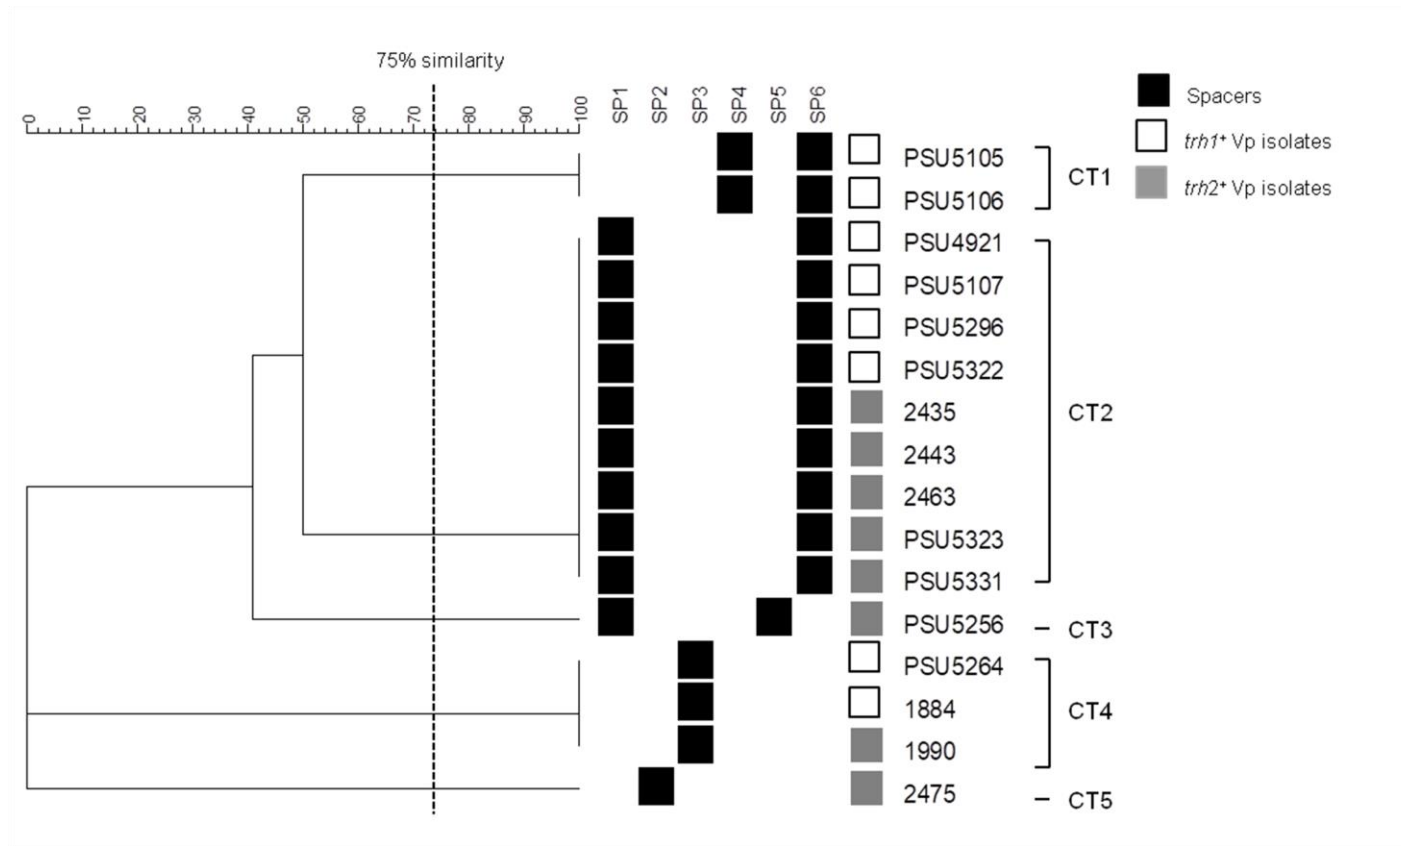 75% similarity
0 10 20 30 40 50 60 70 80 90 100
SP1 SP2 SP3 SP4 SP5 SP6
Spacers
trh1+ Vp isolates
trh2+ Vp isolates
PSU5105
PSU5106
CT1
PSU4921
PSU5107
PSU5296
PSU5322
2435
CT2
2443
2463
PSU5323
PSU5331
PSU5256
CT3
PSU5264
1884
CT4
1990
2475
CT5